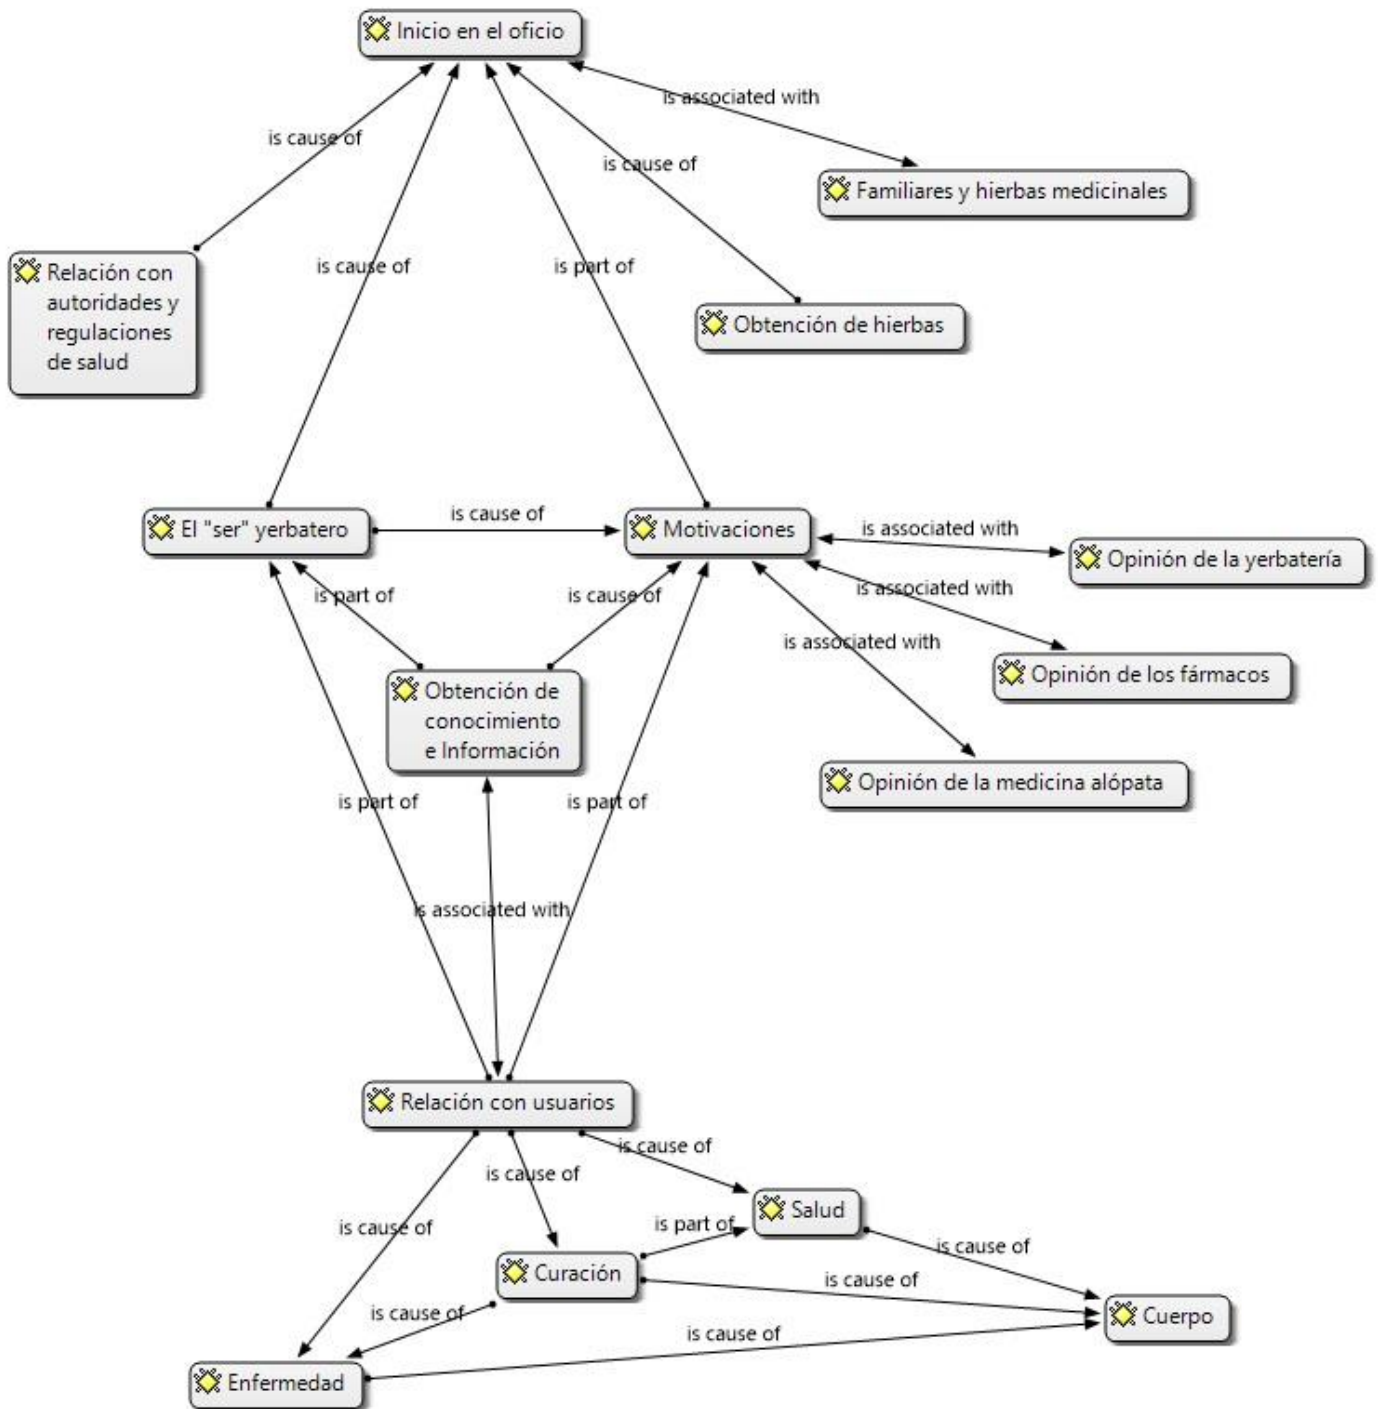 Inicio en el oficio
is associated with
is cause of
is cause of
Familiares y hierbas medicinales
Relación con
autoridades y
regulaciones
de salud
is cause of
is part of
Obtención de hierbas
El "ser" yerbatero
is cause of
Motivaciones
is associated with
Opinión de la yerbatería
is part of
is cause of
is associated with
is associated with
Opinión de los fármacos
Obtención de
conocimiento
e Información
Opinión de la medicina alópata
is part of
is part of
is associated with
Relación con usuarios
is cause of
is cause of
is cause of
Salud
is part of
is cause of
Curación
is cause of
is cause of
Cuerpo
is cause of
Enfermedad